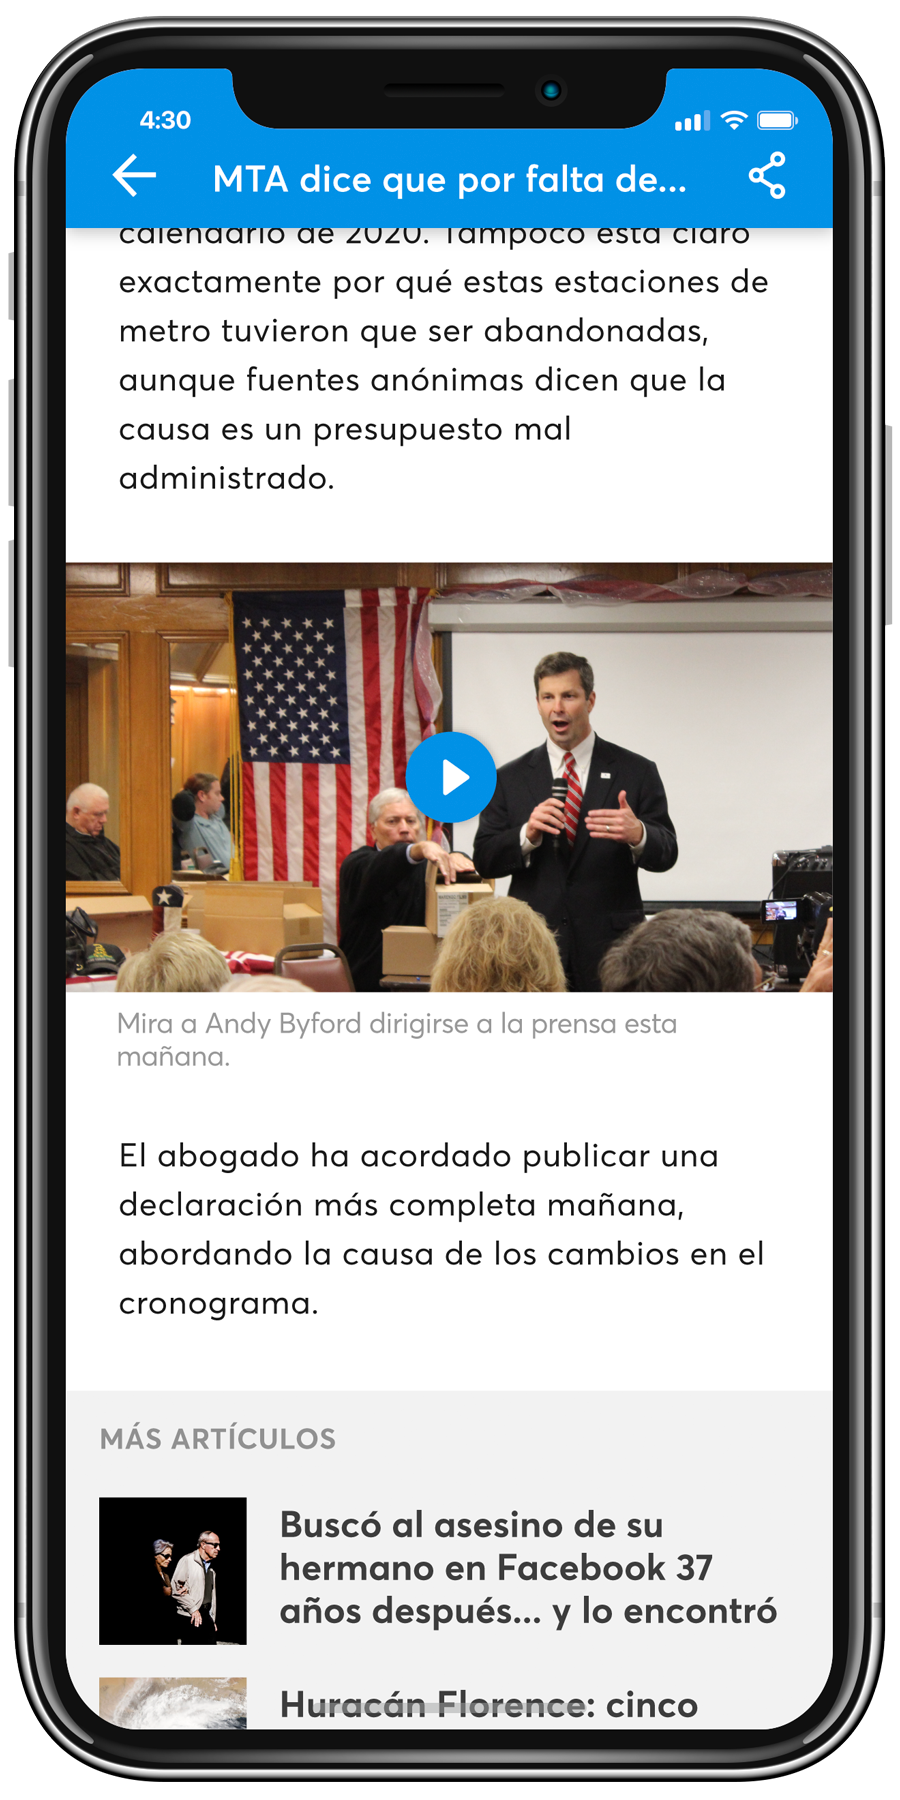 4:30
MTA dice que por falta de...
calendario de 2020. Tampoco está claro
exactamente por qué estas estaciones de
metro tuvieron que ser abandonadas,
aunque fuentes anónimas dicen que la
causa es un presupuesto mal
administrado.
Mira a Andy Byford dirigirse a la prensa esta
mañana.
El abogado ha acordado publicar una
declaración más completa mañana,
abordando la causa de los cambios en el
cronograma.
MÁS ARTÍCULOS
Buscó al asesino de su
hermano en Facebook 37
años después... y lo encontró
Huracán Florence: cinco